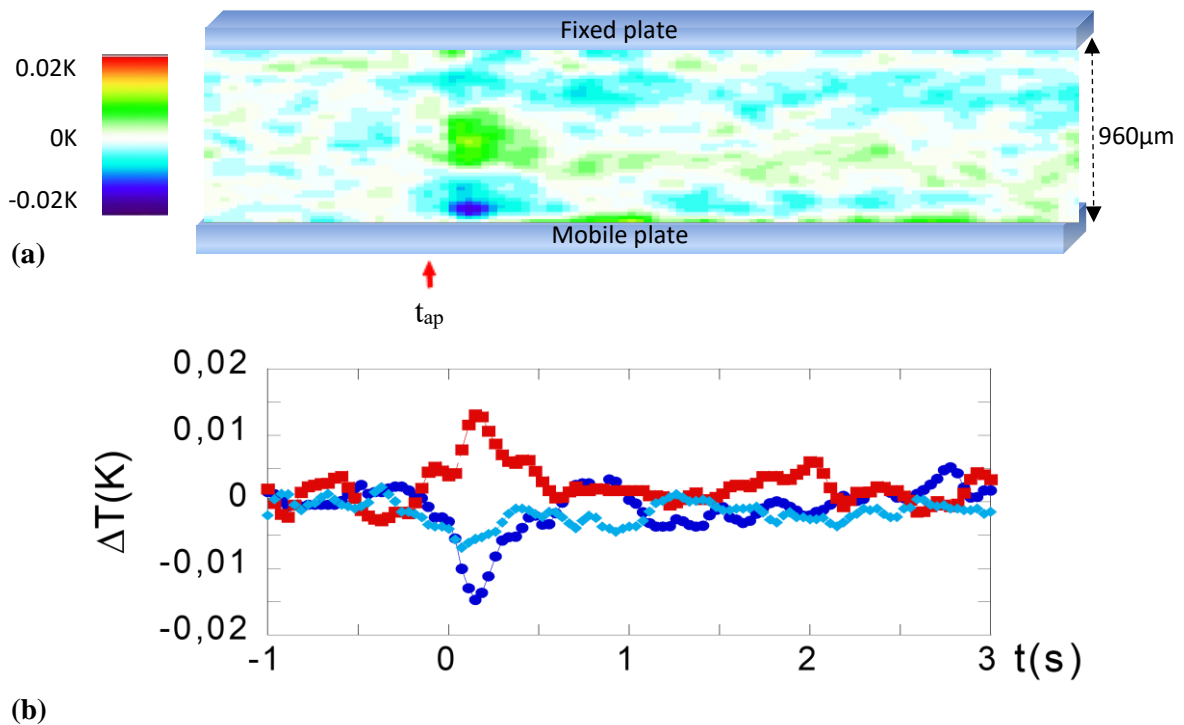 Fixed plate
0.02K
0K
-0.02K
960μm
Mobile plate
(a)
tap
0,02
0,01
0
-0,01
-0,02
ΔT(K)
-1 0 1 2 3 t(s)
(b)